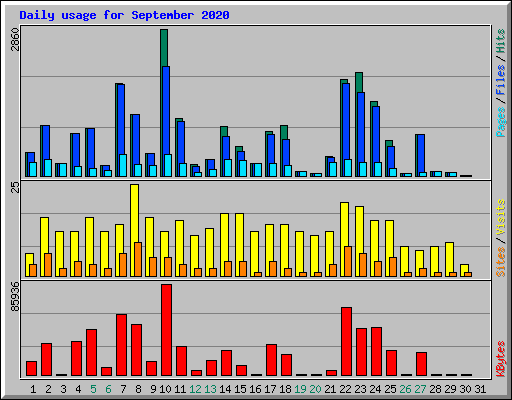 Daily usage for September 2020
2860
Pages / Files / Hits
25
Sites / Visits
85936
KBytes
1 2 3 4 5 6 7 8 9 10 11 12 13 14 15 16 17 18 19 20 21 22 23 24 25 26 27 28 29 30 31